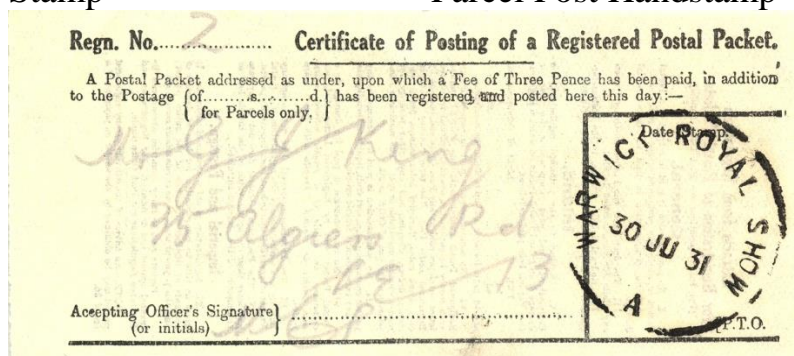 Stamp Parcel Post Handstamp
Regn. No. 2 Certificate of Posting of a Registered Postal Packet.
A Postal Packet addressed as under, upon which a Fee of Three Pence has been paid, in addition
to the Postage {of.........s.........d.} has been registered, and posted here this day:—
for Parcels only.
Date Stamp.
WARWICK ROYAL SHOW
30 JU 31
A
Mr G J King
35 Algiers Rd
SE 13
Accepting Officer's Signature
(or initials)
[P.T.O.